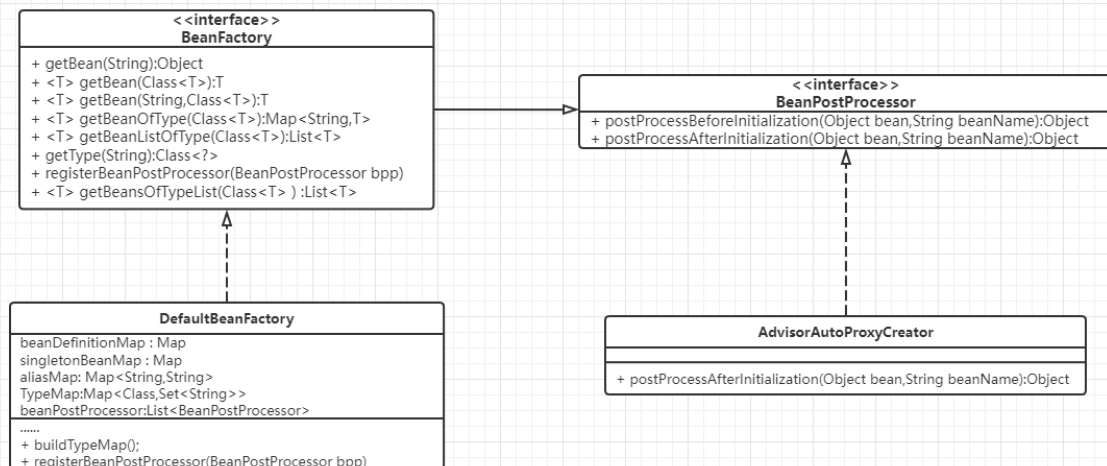 <<interface>>
BeanFactory
+ getBean(String):Object
+ <T> getBean(Class<T>):T
+ <T> getBean(String,Class<T>):T
+ <T> getBeanOfType(Class<T>):Map<String,T>
+ <T> getBeanListOfType(Class<T>):List<T>
+ getType(String):Class<?>
+ registerBeanPostProcessor(BeanPostProcessor bpp)
+ <T> getBeansOfTypeList(Class<T> ) :List<T>
<<interface>>
BeanPostProcessor
+ postProcessBeforeInitialization(Object bean,String beanName):Object
+ postProcessAfterInitialization(Object bean,String beanName):Object
DefaultBeanFactory
beanDefinitionMap : Map
singletonBeanMap : Map
aliasMap: Map<String,String>
TypeMap:Map<Class,Set<String>>
beanPostProcessor:List<BeanPostProcessor>
......
+ buildTypeMap();
+ registerBeanPostProcessor(BeanPostProcessor bpp)
AdvisorAutoProxyCreator
+ postProcessAfterInitialization(Object bean,String beanName):Object